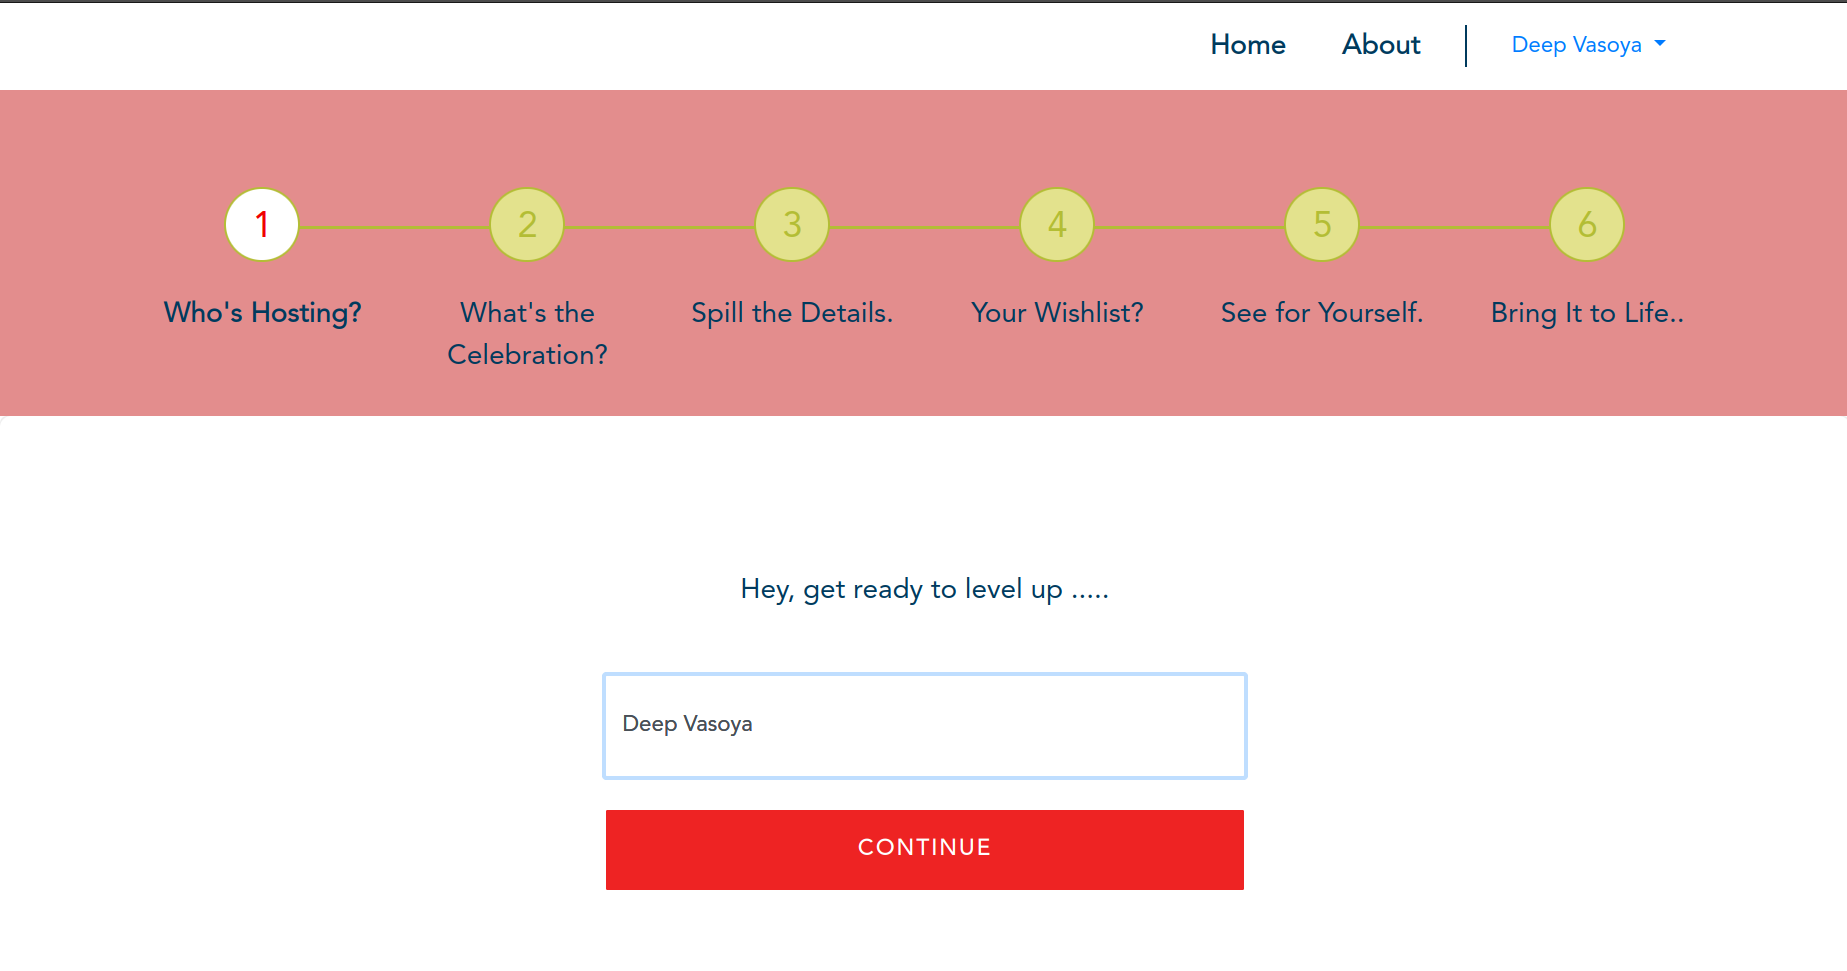 Home About Deep Vasoya
1 2 3 4 5 6
Who's Hosting? What's the Celebration? Spill the Details. Your Wishlist? See for Yourself. Bring It to Life..
Hey, get ready to level up .....
Deep Vasoya
CONTINUE